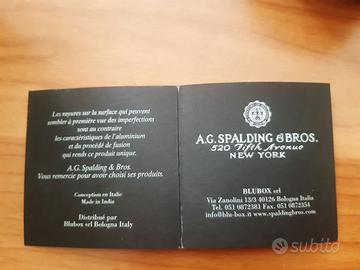 Les rayures sur la surface qui peuvent
sembler à première vue des imperfections
sont au contraire
les caractéristiques de l'aluminium
et du procédé de fusion
qui rends ce produit unique.
A.G. Spalding & Bros.
Vous remercie pour avoir choisi ses produits.
Conception en Italie
Made in India
Distribué par
Blubox srl Bologna Italy
A.G. SPALDING & BROS.
520 Fifth Avenue
NEW YORK
BLUBOX srl
Via Zanolini 13/3 40126 Bologna Italia
Tel. 051 0872381 Fax. 051 0872354
info@blu-box.it www.spaldingbros.com
subito